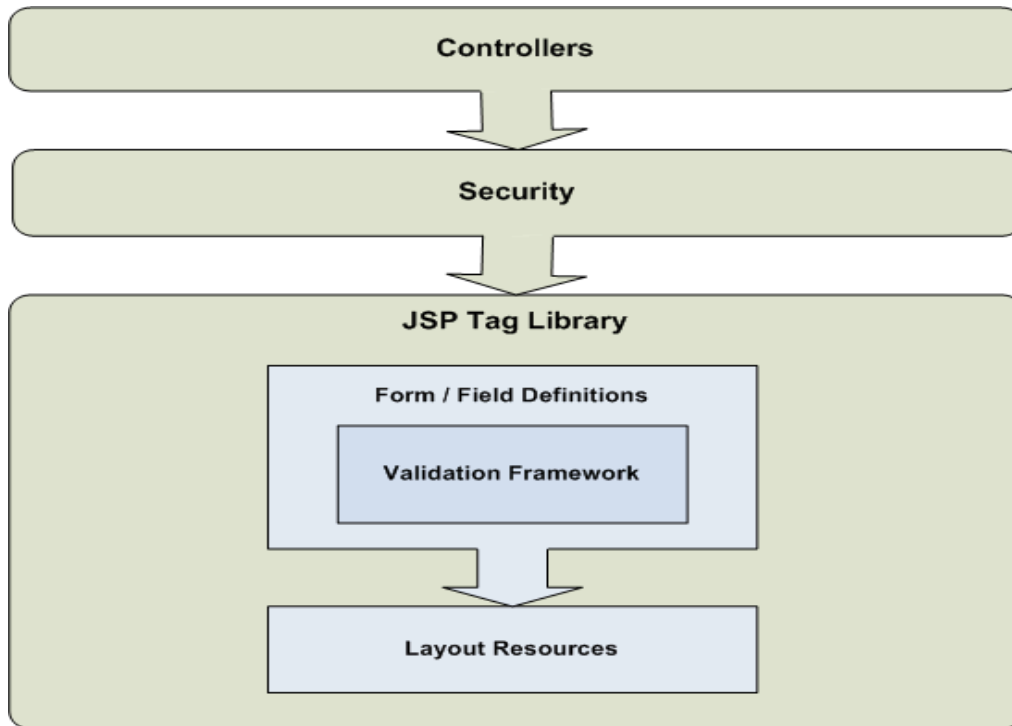 Controllers
Security
JSP Tag Library
Form / Field Definitions
Validation Framework
Layout Resources